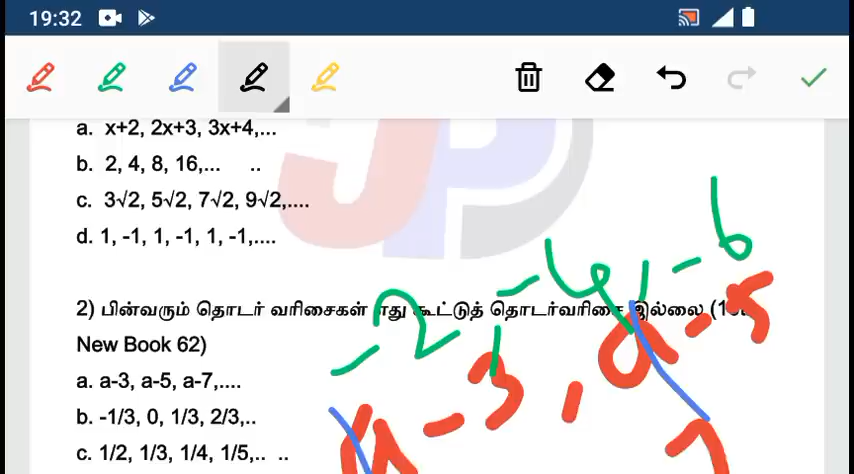 19:32
a. x+2, 2x+3, 3x+4,...
b. 2, 4, 8, 16,... ..
c. 3√2, 5√2, 7√2, 9√2,....
d. 1, -1, 1, -1, 1, -1,....
-2, -4, -6
2) பின்வரும் தொடர் வரிசைகள் எது கூட்டுத் தொடர்வரிசை இல்லை
New Book 62)
a. a-3, a-5, a-7,....
a-3, a-5
b. -1/3, 0, 1/3, 2/3,..
c. 1/2, 1/3, 1/4, 1/5,.. ..
7